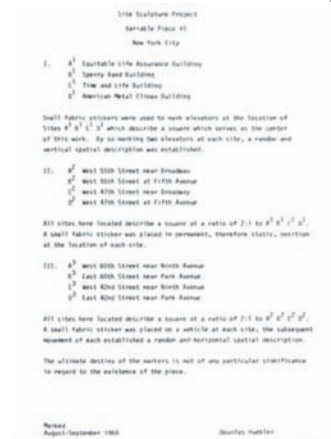 Site Sculpture Project
Variable Piece #1
New York City
I. A¹ Equitable Life Assurance Building
B¹ Sperry Rand Building
C¹ Time and Life Building
D¹ American Metal Climax Building
Small fabric stickers were used to mark elevators at the location of
Sites A¹ B¹ C¹ D¹ which describe a square which serves as the center
of this work. By so marking two elevators at each site, a random and
vertical spatial description was established.
II. A² West 55th Street near Broadway
B² West 55th Street at Fifth Avenue
C² West 47th Street near Broadway
D² West 47th Street at Fifth Avenue
All sites here located describe a square at a ratio of 2:1 to A¹ B¹ C¹ D¹.
A small fabric sticker was placed in permanent, therefore static, position
at the location of each site.
III. A³ West 60th Street near Ninth Avenue
B³ East 60th Street near Park Avenue
C³ West 42nd Street near Ninth Avenue
D³ East 42nd Street near Park Avenue
All sites here located describe a square at a ratio of 2:1 to A² B² C² D².
A small fabric sticker was placed on a vehicle at each site, the subsequent
movement of each established a random and horizontal spatial description.
The ultimate destiny of the markers is not of any particular significance
in regard to the existence of the piece.
Marked
August-September 1968
Douglas Huebler